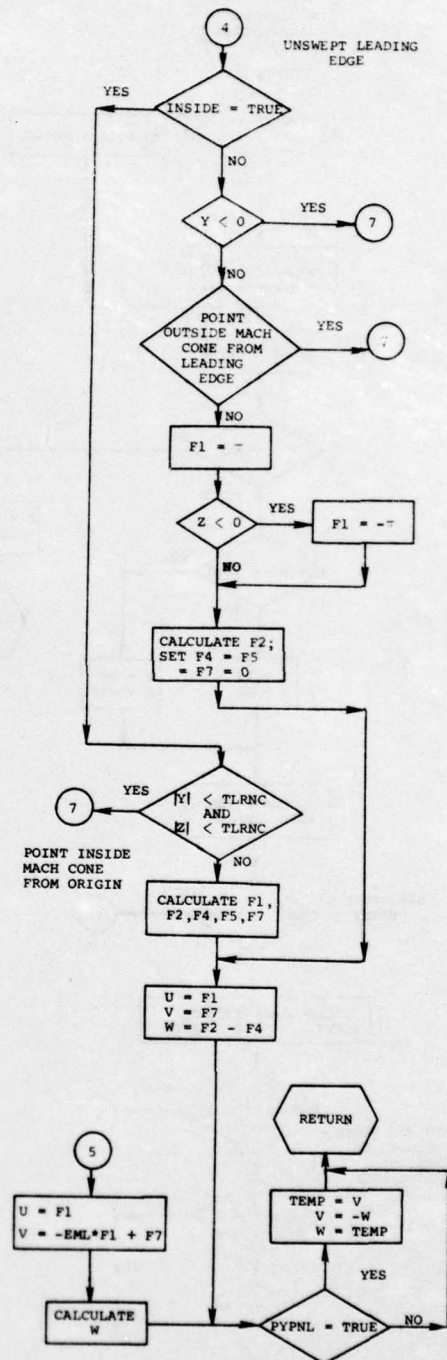 4
UNSWEPT LEADING
EDGE
YES
INSIDE = TRUE
NO
Y < 0
YES
7
NO
POINT
OUTSIDE MACH
CONE FROM
LEADING
EDGE
YES
7
NO
F1 = π
Z < 0
YES
F1 = -π
NO
CALCULATE F2;
SET F4 = F5
= F7 = 0
YES
7
|Y| < TLRNC
AND
|Z| < TLRNC
POINT INSIDE
MACH CONE
FROM ORIGIN
NO
CALCULATE F1,
F2,F4,F5,F7
U = F1
V = F7
W = F2 - F4
RETURN
5
U = F1
V = -EML*F1 + F7
TEMP = V
V = -W
W = TEMP
YES
CALCULATE
W
PYPNL = TRUE
NO